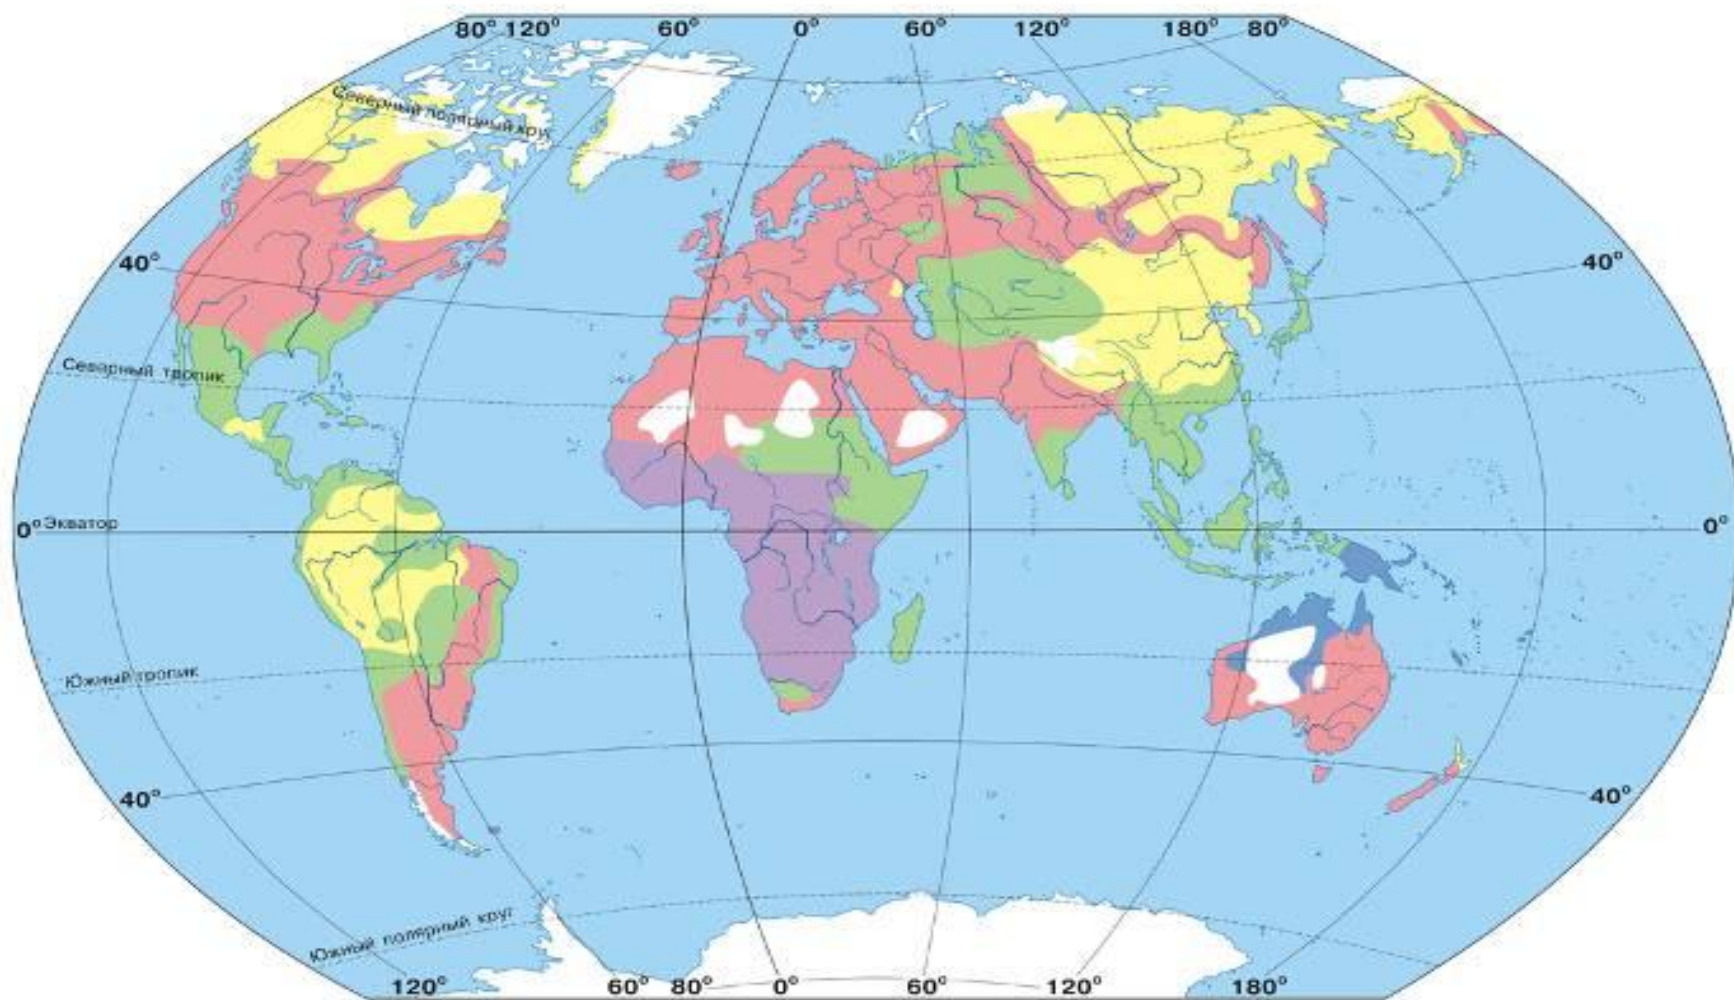 80° 120° 60° 0° 60° 120° 180° 80°
Северный полярный круг
40° 40°
Северный тропик
0° Экватор 0°
Южный тропик
40° 40°
Южный полярный круг
120° 60° 80° 0° 60° 120° 180°